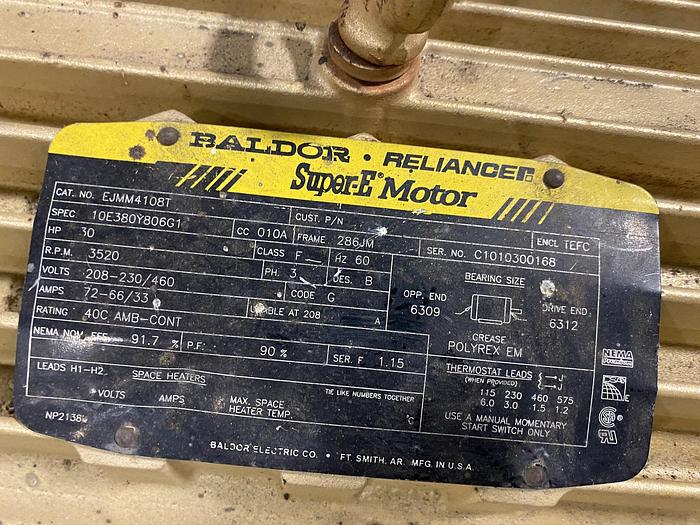 BALDOR • RELIANCER
Super-E® Motor
CAT. NO. EJMM4108T CUST. P/N ENCL TEFC
SPEC 10E380Y806G1 CC 010A FRAME 286JM SER. NO. C1010300168
HP 30 CLASS F HZ 60
R.P.M. 3520 PH. 3 DES. B
VOLTS 208-230/460 CODE G
AMPS 72-66/33 USABLE AT 208 A
RATING 40C AMB-CONT
NEMA NOM. EFF. 91.7 % P.F. 90 % SER. F 1.15
LEADS H1-H2 SPACE HEATERS TIE LIKE NUMBERS TOGETHER
VOLTS AMPS MAX. SPACE HEATER TEMP. °C
BEARING SIZE
OPP. END DRIVE END
6309 6312
GREASE
POLYREX EM
THERMOSTAT LEADS J
(WHEN PROVIDED) J
115 230 460 575
6.0 3.0 1.5 1.2
USE A MANUAL MOMENTARY
START SWITCH ONLY
NEMA
Premium
NP2138
BALDOR ELECTRIC CO. • FT. SMITH, AR. MFG. IN U.S.A.